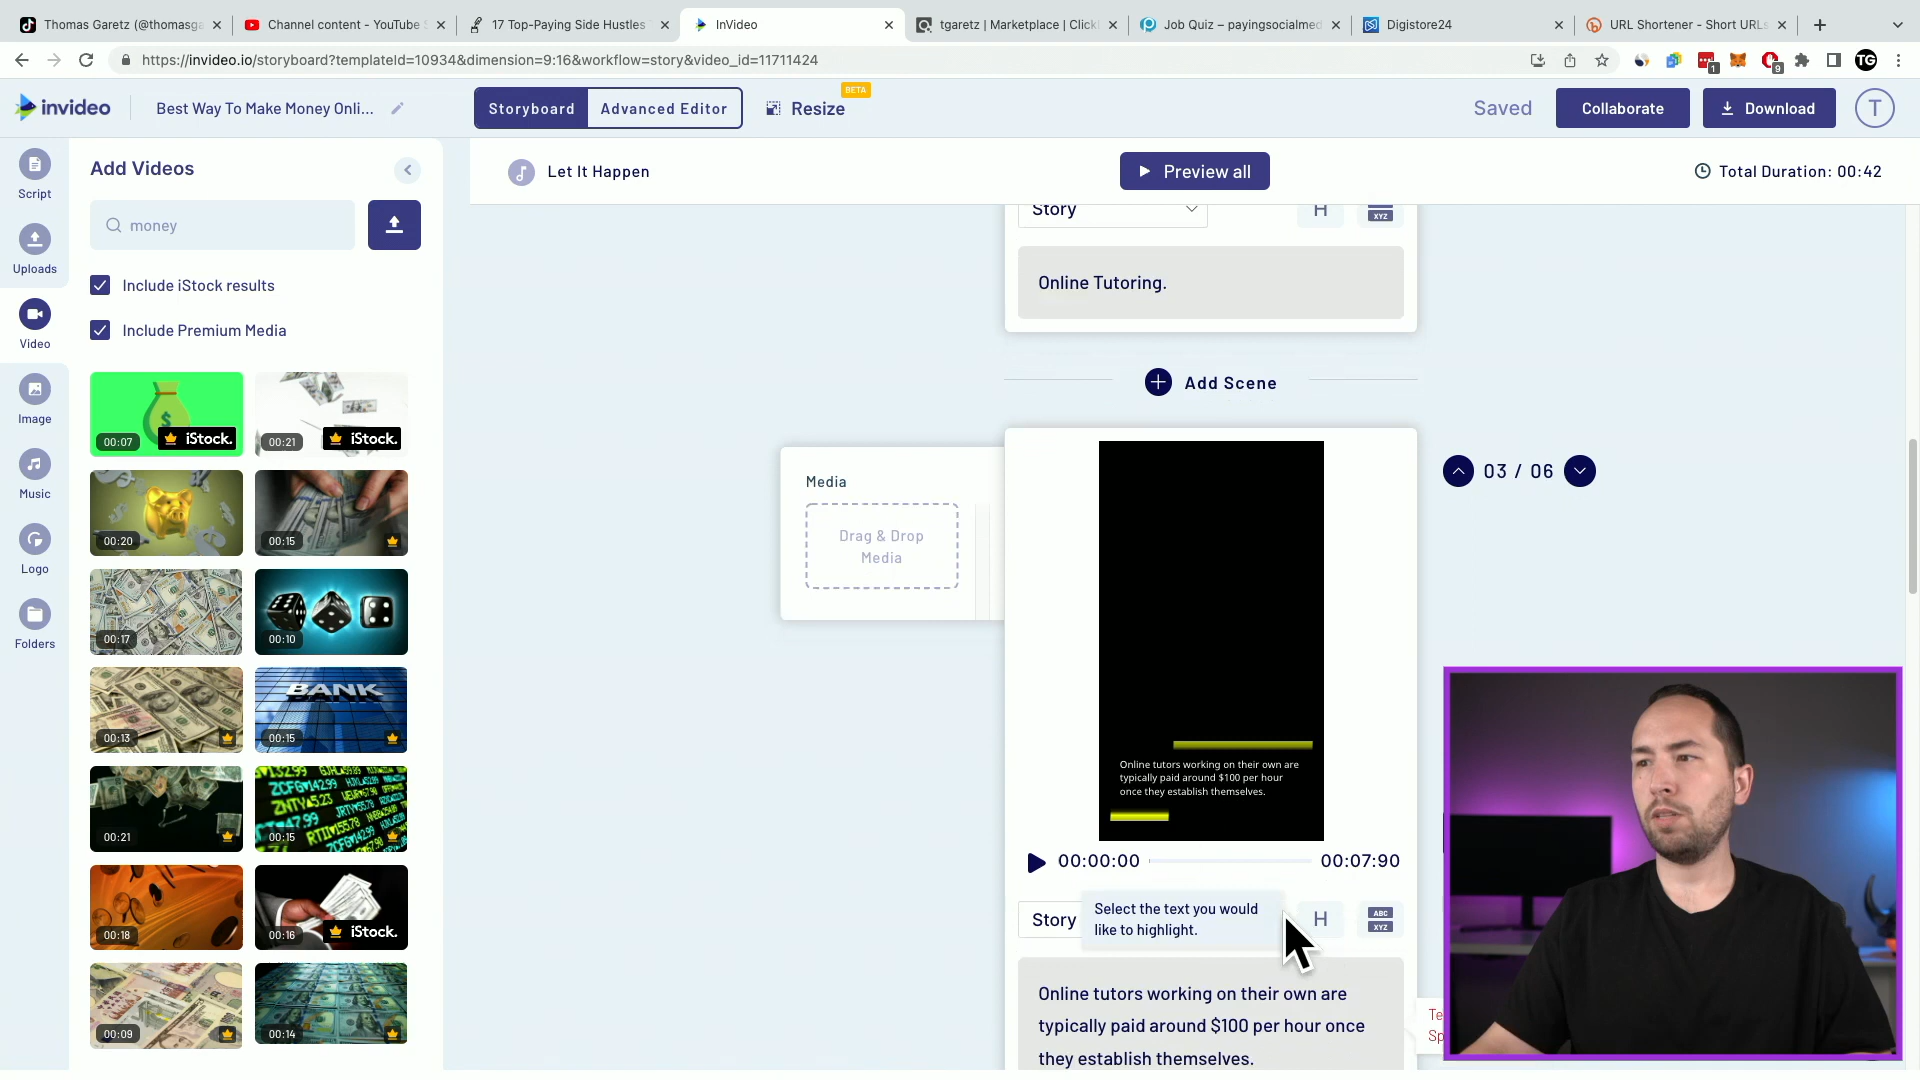 Thomas Garetz (@thomasga
Channel content - YouTube S
17 Top-Paying Side Hustles
InVideo
tgaretz | Marketplace | Click
Job Quiz – payingsocialmed
Digistore24
URL Shortener - Short URLs
https://invideo.io/storyboard?templateId=10934&dimension=9:16&workflow=story&video_id=11711424
1
9
TG
invideo
Best Way To Make Money Onli...
Storyboard
Advanced Editor
Resize
BETA
Saved
Collaborate
Download
T
Script
Uploads
Video
Image
Music
Logo
Folders
Add Videos
money
Include iStock results
Include Premium Media
00:07
iStock.
00:21
iStock.
00:20
00:15
00:17
00:10
00:13
BANK
00:15
00:21
00:15
00:18
00:16
iStock.
00:09
00:14
Let It Happen
Preview all
Total Duration: 00:42
Story
H
XYZ
Online Tutoring.
Add Scene
Media
Drag & Drop
Media
03 / 06
Online tutors working on their own are
typically paid around $100 per hour
once they establish themselves.
00:00:00
00:07:90
Story
Select the text you would
like to highlight.
H
ABC
XYZ
Online tutors working on their own are
typically paid around $100 per hour once
they establish themselves.
Te
Sp